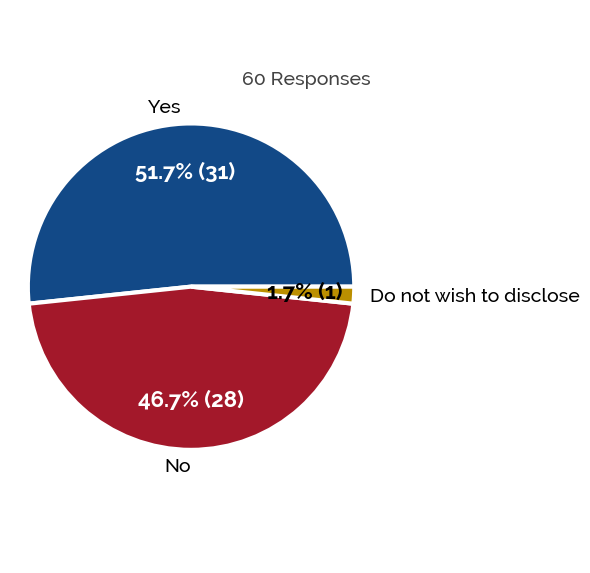 60 Responses
Yes
51.7% (31)
1.7% (1)
Do not wish to disclose
46.7% (28)
No